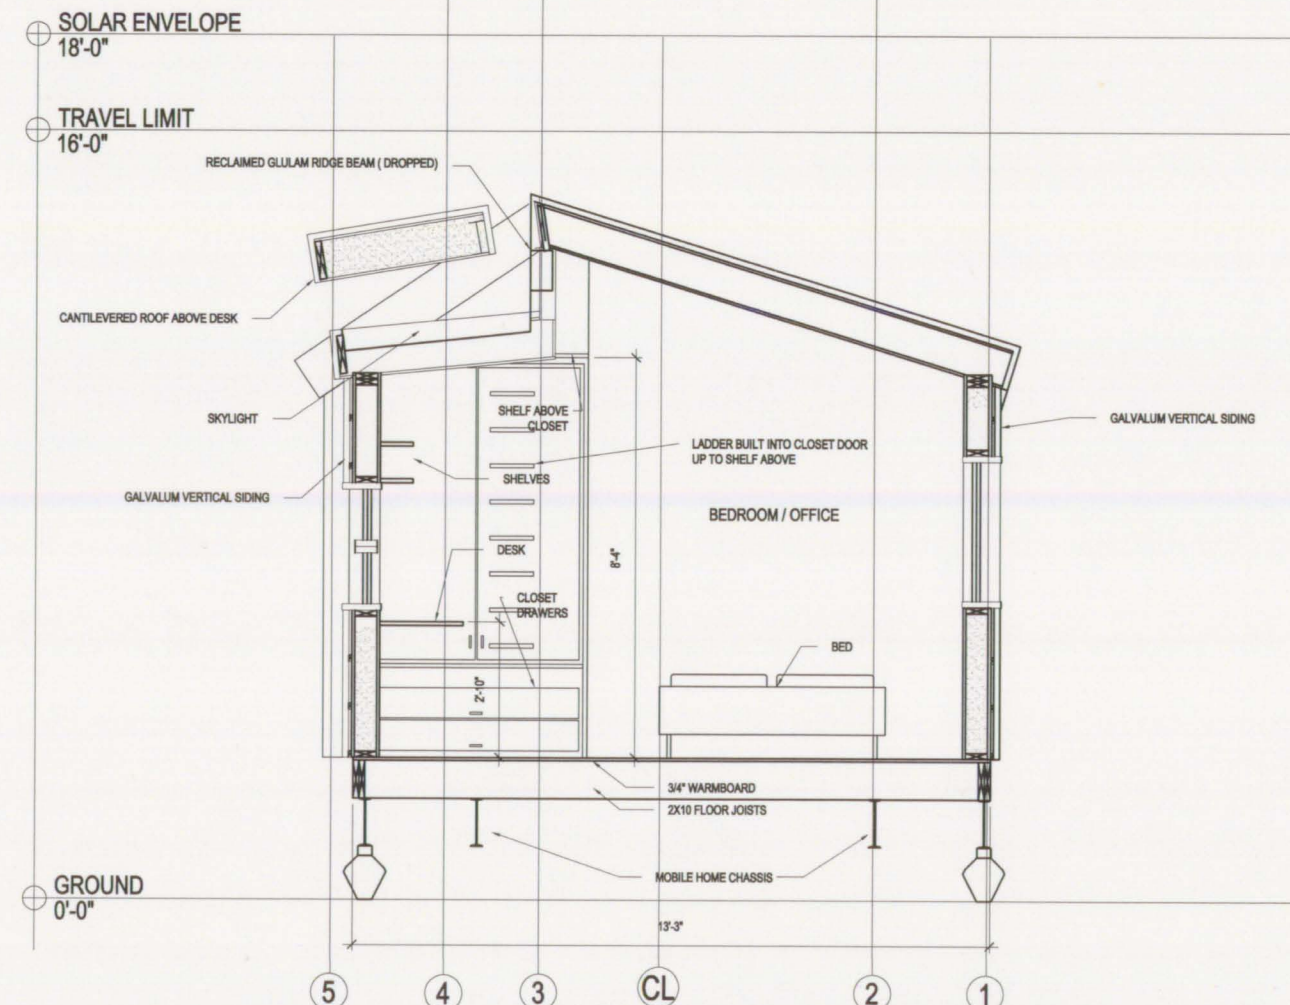 SOLAR ENVELOPE
18'-0"
TRAVEL LIMIT
16'-0"
RECLAIMED GLULAM RIDGE BEAM ( DROPPED)
CANTILEVERED ROOF ABOVE DESK
SKYLIGHT
SHELF ABOVE
CLOSET
GALVALUM VERTICAL SIDING
LADDER BUILT INTO CLOSET DOOR
UP TO SHELF ABOVE
SHELVES
GALVALUM VERTICAL SIDING
BEDROOM / OFFICE
DESK
8'-4"
CLOSET
DRAWERS
BED
2'-10"
3/4" WARMBOARD
2X10 FLOOR JOISTS
MOBILE HOME CHASSIS
GROUND
0'-0"
13'-3"
5
4
3
CL
2
1